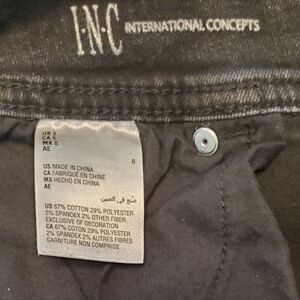 I·N·C INTERNATIONAL CONCEPTS
US 8
CA 8
MX 8
AE
8
US MADE IN CHINA
CA FABRIQUÉ EN CHINE
MX HECHO EN CHINA
AE
صنع في الصين
US 67% COTTON 29% POLYESTER
2% SPANDEX 2% OTHER FIBER
EXCLUSIVE OF DECORATION
CA 67% COTON 29% POLYESTER
2% SPANDEX 2% AUTRES FIBRES
GARNITURE NON COMPRISE